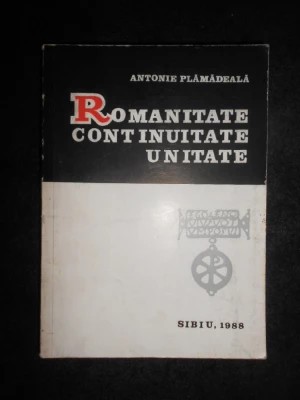 ANTONIE PLĂMĂDEALĂ
ROMANITATE
CONTINUITATE
UNITATE
SIBIU, 1988